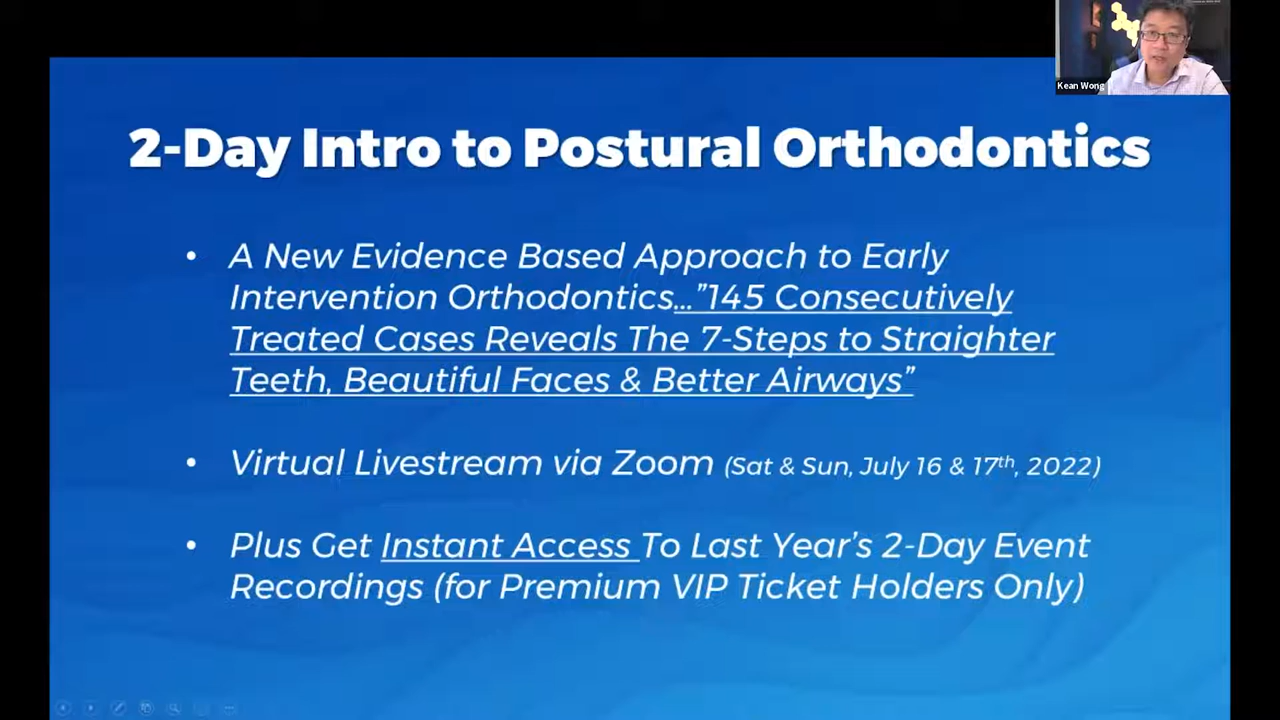 Kean Wong
2-Day Intro to Postural Orthodontics
• A New Evidence Based Approach to Early
Intervention Orthodontics...”145 Consecutively
Treated Cases Reveals The 7-Steps to Straighter
Teeth, Beautiful Faces & Better Airways”
• Virtual Livestream via Zoom (Sat & Sun, July 16 & 17th, 2022)
• Plus Get Instant Access To Last Year’s 2-Day Event
Recordings (for Premium VIP Ticket Holders Only)